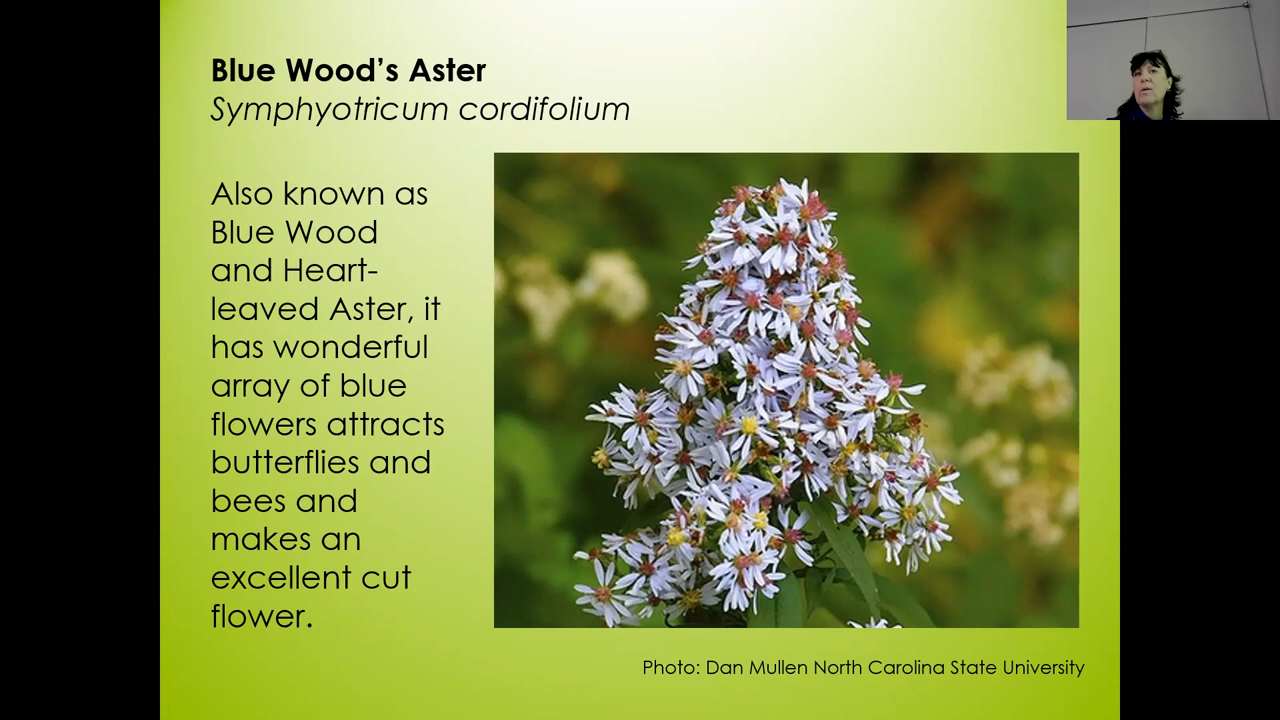 Blue Wood’s Aster
Symphyotricum cordifolium
Also known as
Blue Wood
and Heart-
leaved Aster, it
has wonderful
array of blue
flowers attracts
butterflies and
bees and
makes an
excellent cut
flower.
Photo: Dan Mullen North Carolina State University